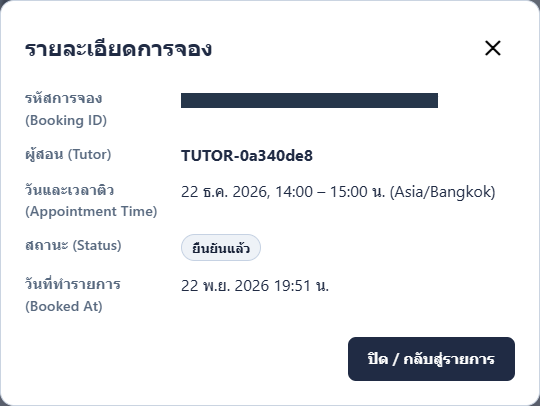 รายละเอียดการจอง
รหัสการจอง
(Booking ID)
ผู้สอน (Tutor)
TUTOR-0a340de8
วันและเวลาติว
(Appointment Time)
22 ธ.ค. 2026, 14:00 – 15:00 น. (Asia/Bangkok)
สถานะ (Status)
ยืนยันแล้ว
วันที่ทำรายการ
(Booked At)
22 พ.ย. 2026 19:51 น.
ปิด / กลับสู่รายการ